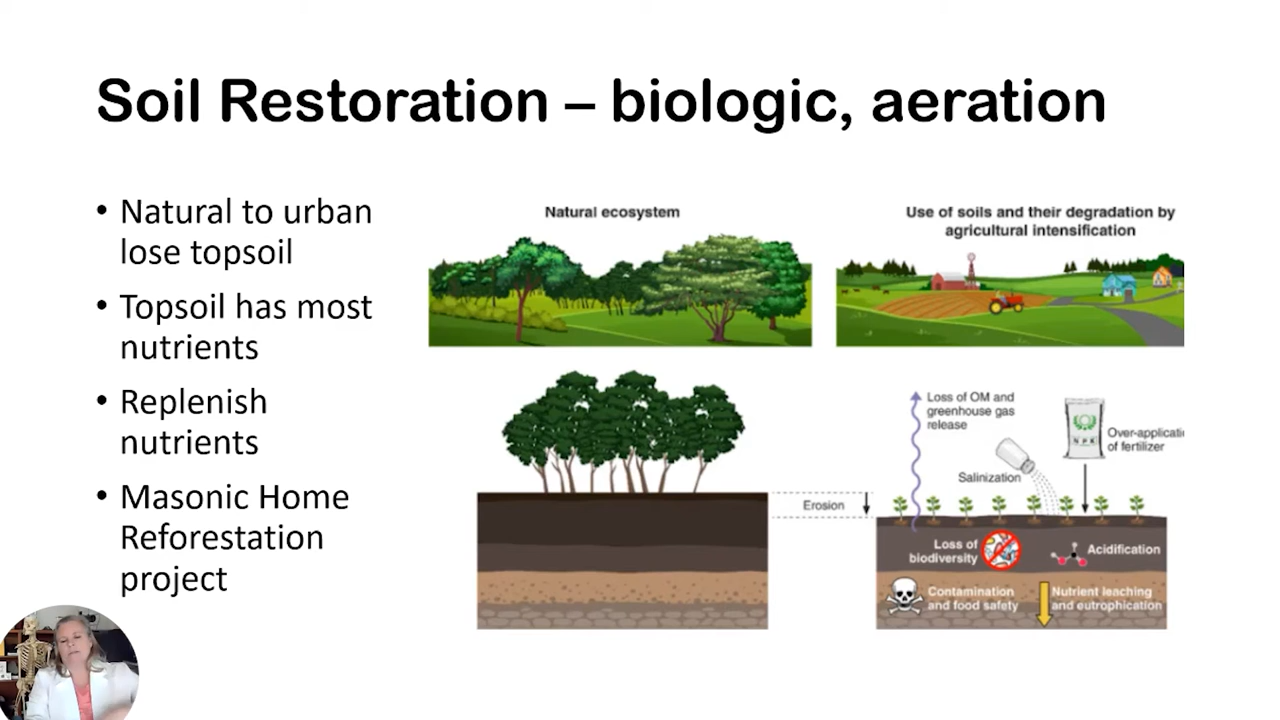 Soil Restoration – biologic, aeration
• Natural to urban
lose topsoil
• Topsoil has most
nutrients
• Replenish
nutrients
• Masonic Home
Reforestation
project
Natural ecosystem
Use of soils and their degradation by
agricultural intensification
Erosion
Loss of OM and
greenhouse gas
release
Salinization
NPK
Over-applicati
of fertilizer
Loss of
biodiversity
Acidification
Contamination
and food safety
Nutrient leaching
and eutrophication